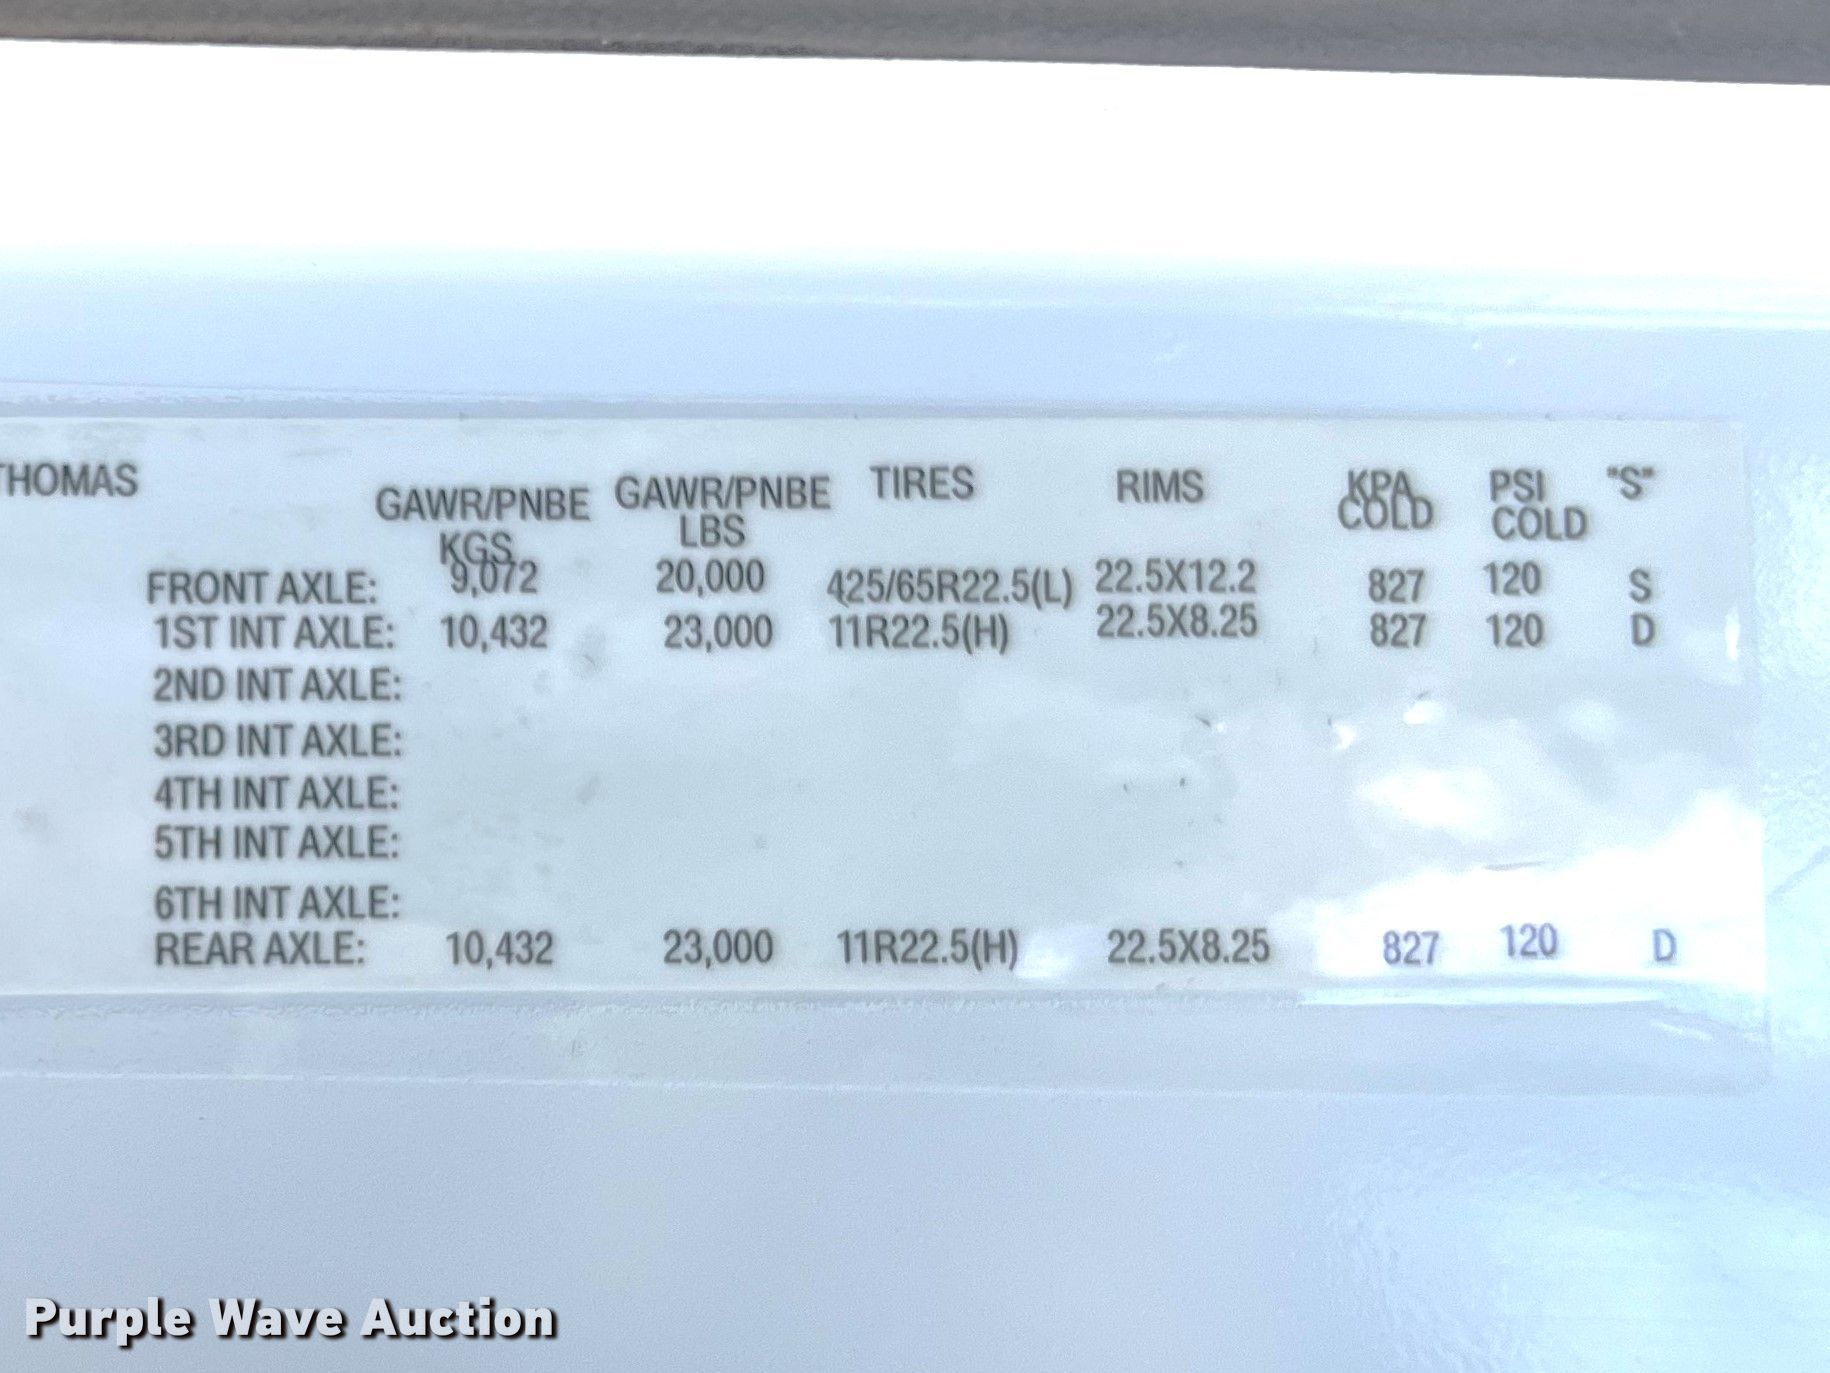 THOMAS
GAWR/PNBE KGS GAWR/PNBE LBS TIRES RIMS KPA COLD PSI COLD "S"
FRONT AXLE: 9,072 20,000 425/65R22.5(L) 22.5X12.2 827 120 S
1ST INT AXLE: 10,432 23,000 11R22.5(H) 22.5X8.25 827 120 D
2ND INT AXLE:
3RD INT AXLE:
4TH INT AXLE:
5TH INT AXLE:
6TH INT AXLE:
REAR AXLE: 10,432 23,000 11R22.5(H) 22.5X8.25 827 120 D
Purple Wave Auction